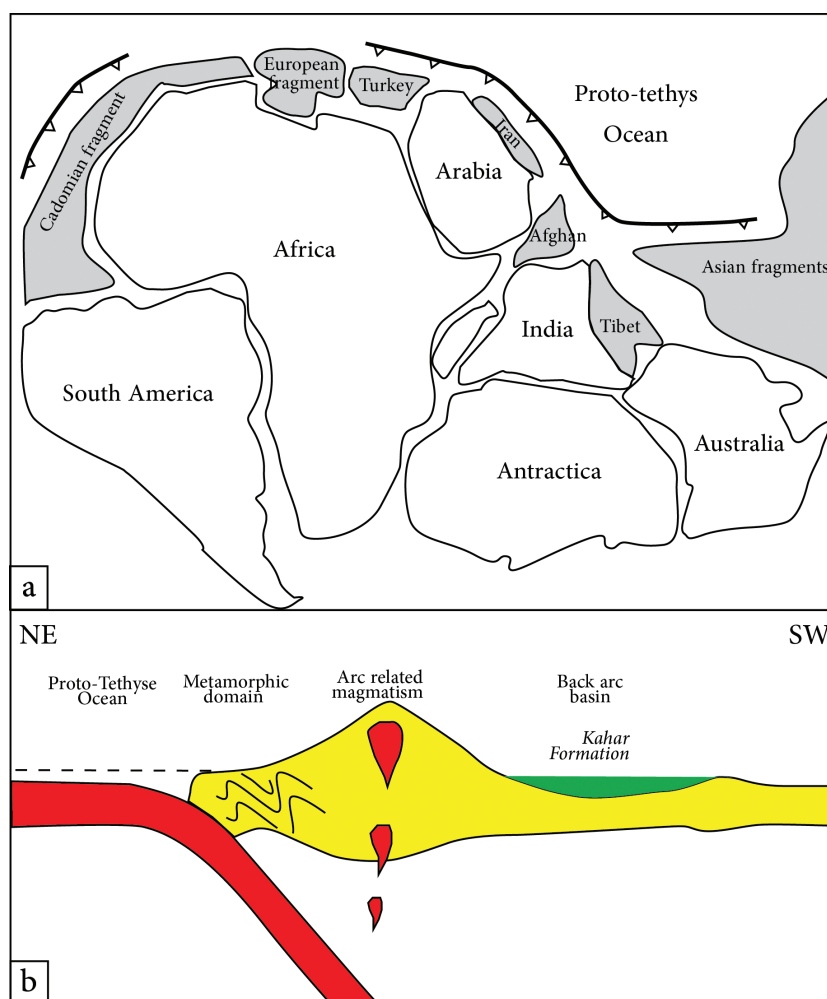 European
fragment
Turkey
Proto-tethys
Ocean
Iran
Cadomian fragment
Arabia
Africa
Afghan
Asian fragments
India
Tibet
South America
Australia
Antractica
a
NE
SW
Proto-Tethyse
Ocean
Metamorphic
domain
Arc related
magmatism
Back arc
basin
Kahar
Formation
b